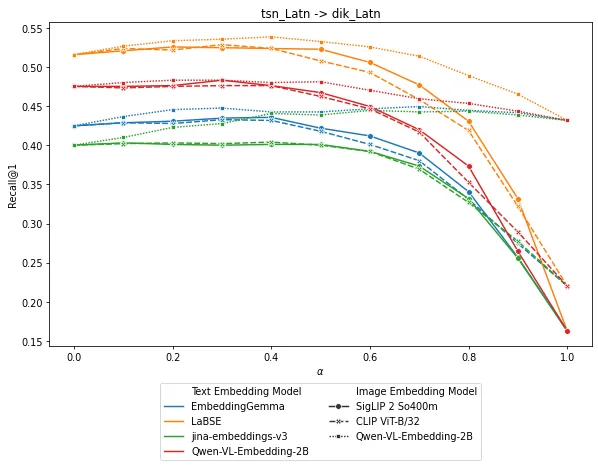 tsn_Latn -> dik_Latn
0.55
0.50
0.45
0.40
0.35
0.30
0.25
0.20
0.15
Recall@1
0.0 0.2 0.4 0.6 0.8 1.0
α
Text Embedding Model
EmbeddingGemma
LaBSE
jina-embeddings-v3
Qwen-VL-Embedding-2B
Image Embedding Model
SigLIP 2 So400m
CLIP ViT-B/32
Qwen-VL-Embedding-2B